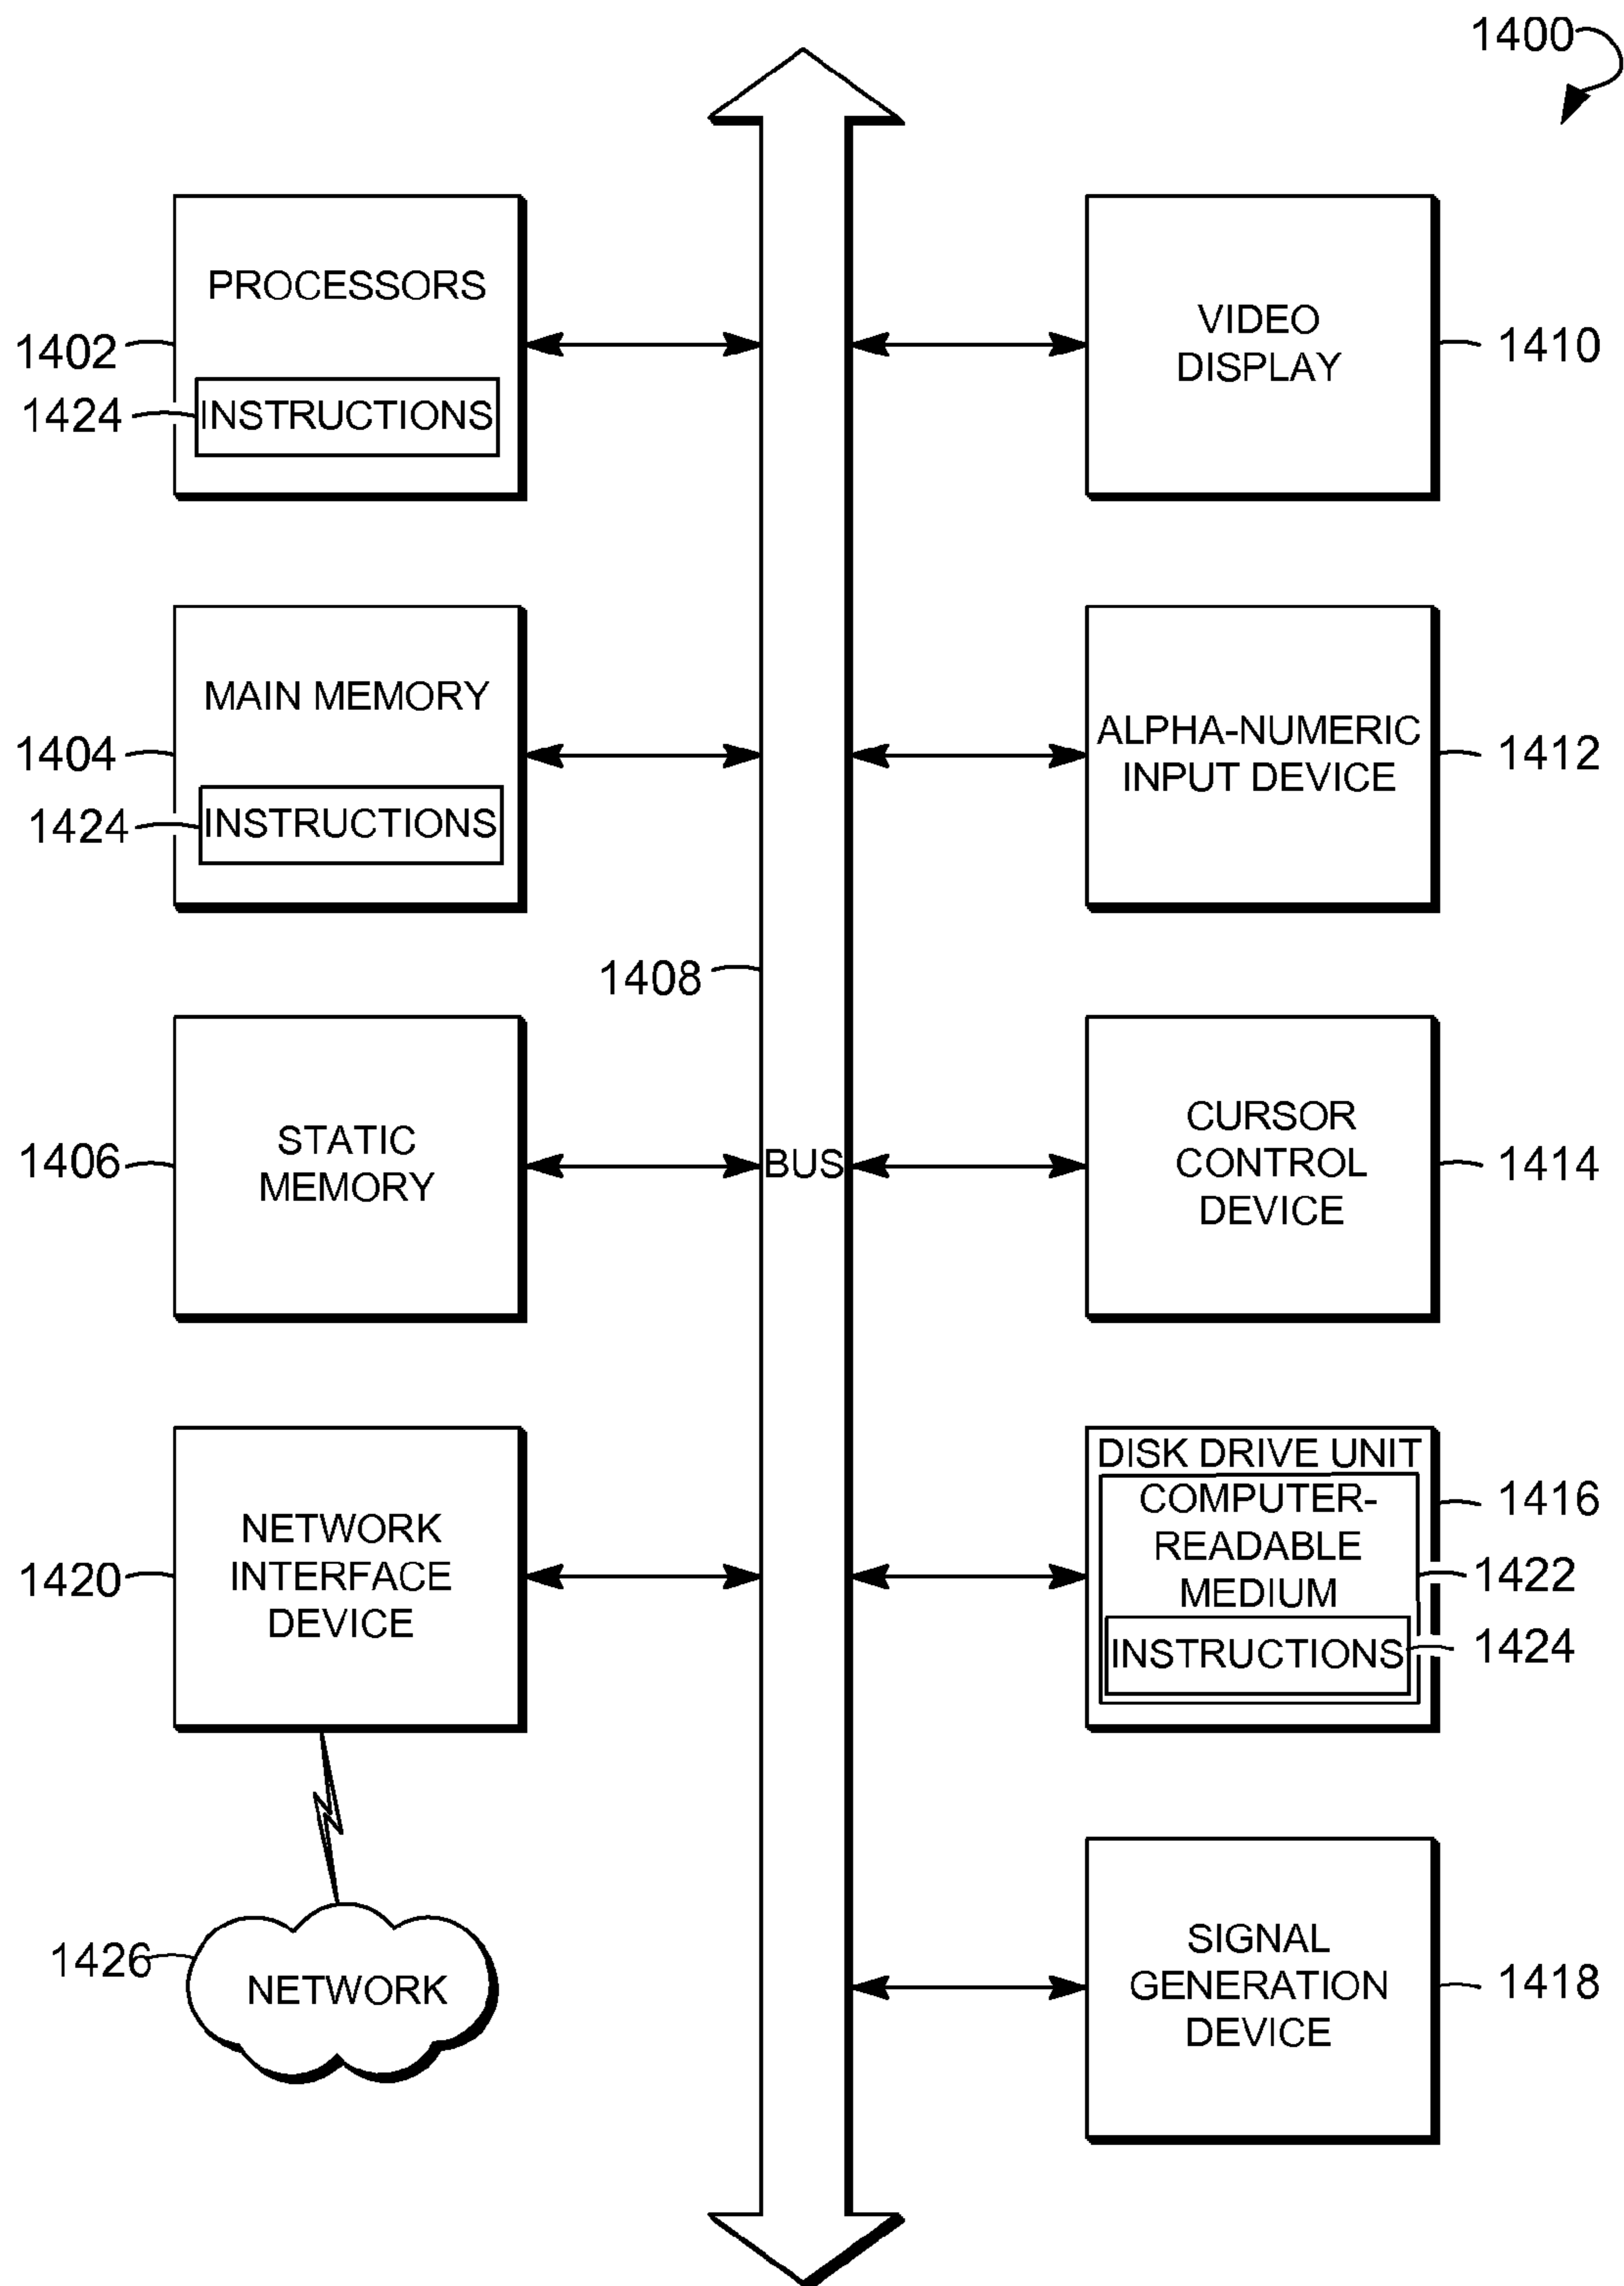 1400
PROCESSORS
1402
1424
INSTRUCTIONS
VIDEO
DISPLAY
1410
MAIN MEMORY
1404
1424
INSTRUCTIONS
ALPHA-NUMERIC
INPUT DEVICE
1412
1408
STATIC
MEMORY
1406
BUS
CURSOR
CONTROL
DEVICE
1414
NETWORK
INTERFACE
DEVICE
1420
DISK DRIVE UNIT
COMPUTER-
READABLE
MEDIUM
INSTRUCTIONS
1416
1422
1424
1426
NETWORK
SIGNAL
GENERATION
DEVICE
1418